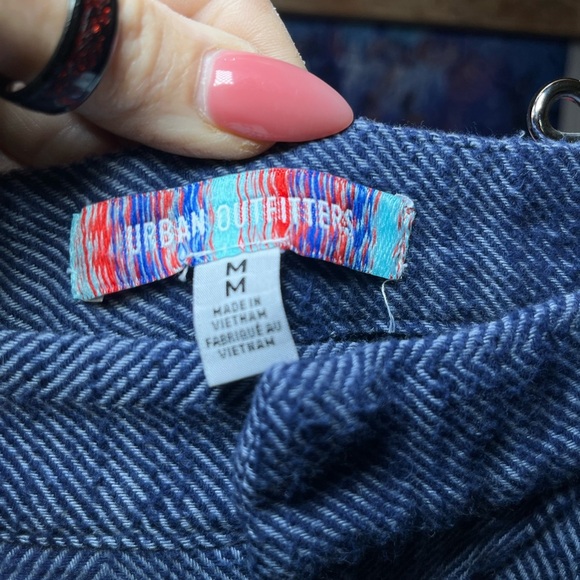 URBAN OUTFITTERS
M
M
MADE IN
VIETNAM
FABRIQUÉ AU
VIETNAM